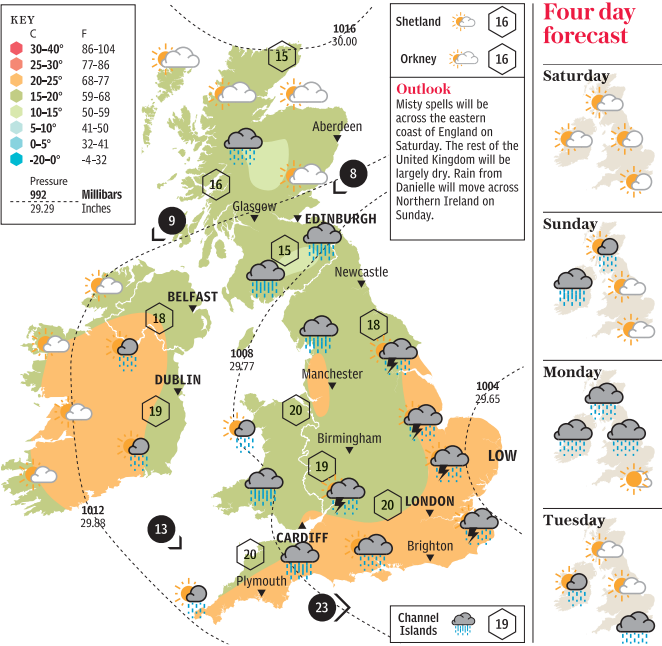 KEY
C F
30–40° 86–104
25–30° 77–86
20–25° 68–77
15–20° 59–68
10–15° 50–59
5–10° 41–50
0–5° 32–41
-20–0° -4–32
Pressure
992 Millibars
29.29 Inches
1016
30.00
15
Aberdeen
16
8
Glasgow
9
EDINBURGH
15
Newcastle
BELFAST
18
18
1008
29.77
Manchester
DUBLIN
1004
29.65
19
20
Birmingham
LOW
19
1012
29.88
20
LONDON
13
CARDIFF
20
Brighton
Plymouth
23
Shetland 16
Orkney 16
Outlook
Misty spells will be
across the eastern
coast of England on
Saturday. The rest of the
United Kingdom will be
largely dry. Rain from
Danielle will move across
Northern Ireland on
Sunday.
Channel
Islands 19
Four day
forecast
Saturday
Sunday
Monday
Tuesday